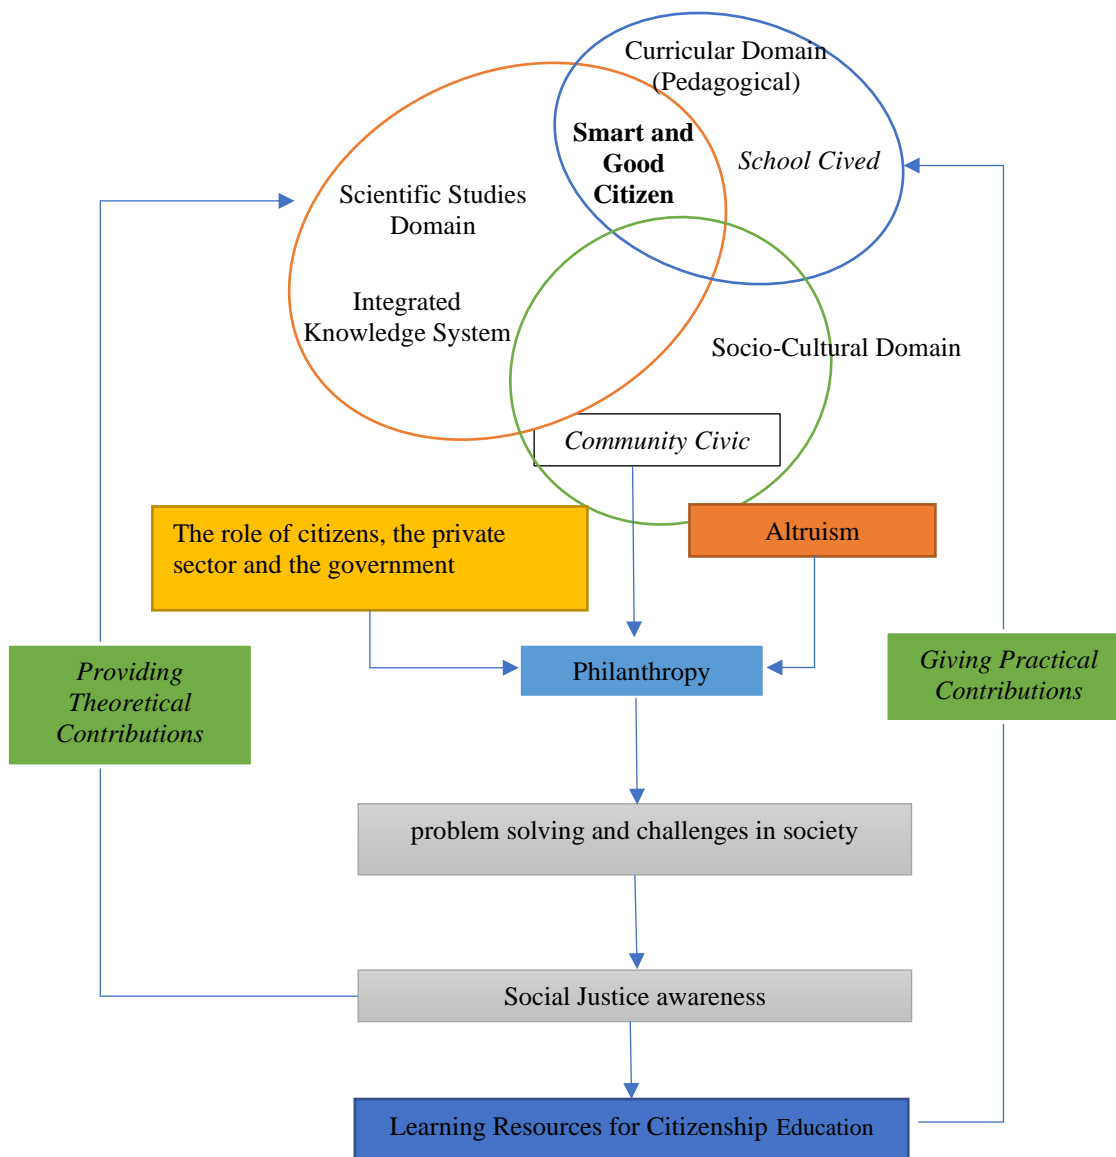 Curricular Domain
(Pedagogical)
Smart and
Good
Citizen
School Cived
Scientific Studies
Domain
Integrated
Knowledge System
Socio-Cultural Domain
Community Civic
The role of citizens, the private
sector and the government
Altruism
Providing
Theoretical
Contributions
Philanthropy
Giving Practical
Contributions
problem solving and challenges in society
Social Justice awareness
Learning Resources for Citizenship Education